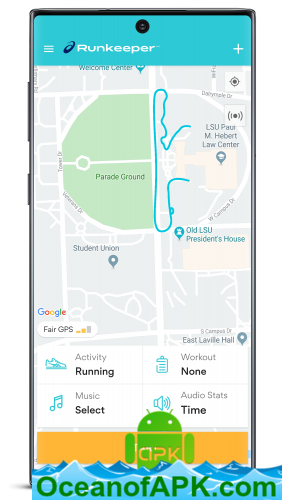 Runkeeper
Welcome Center
Dalrymple Dr
LSU Paul
M. Hebert
Law Center
Tower Dr
Parade Ground
Veterans Dr
W Campus Dr
Old LSU
President's House
Student Union
Google
Fair GPS
S Campus Dr
East Laville Hall
Activity
Running
Workout
None
Music
Select
Audio Stats
Time
APK
OceanofAPK.com